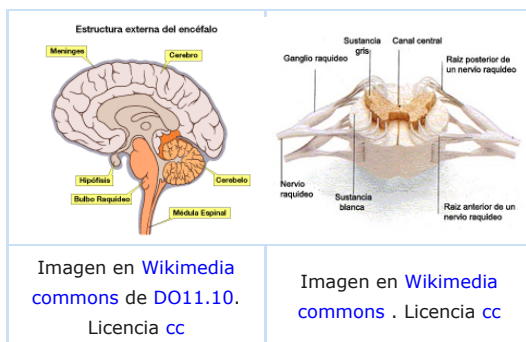 Estructura externa del encéfalo
Meninges
Cerebro
Hipófisis
Bulbo Raquídeo
Cerebelo
Médula Espinal
Sustancia
gris
Canal central
Ganglio raquídeo
Raíz posterior de
un nervio raquídeo
Nervio
raquídeo
Sustancia
blanca
Raíz anterior de un
nervio raquídeo
Imagen en Wikimedia
commons de DO11.10.
Licencia cc
Imagen en Wikimedia
commons . Licencia cc